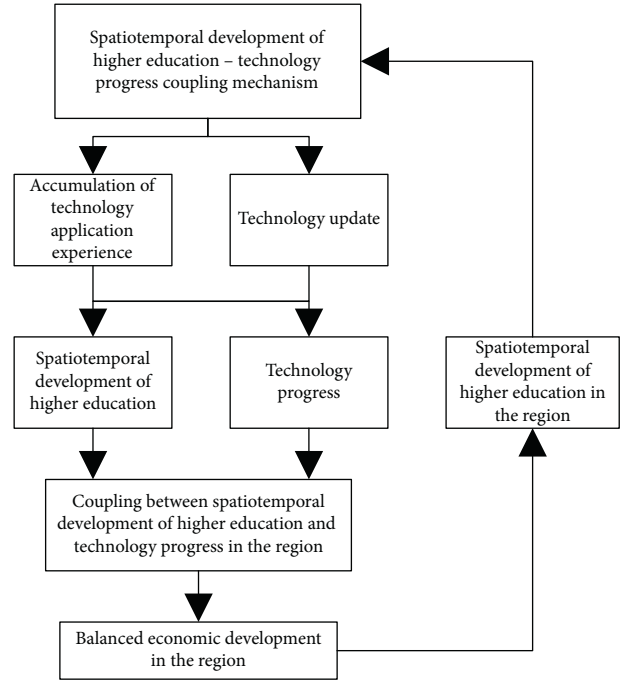 Spatiotemporal development of
higher education – technology
progress coupling mechanism
Accumulation of
technology
application
experience
Technology update
Spatiotemporal
development of
higher education
Technology
progress
Spatiotemporal
development of
higher education in
the region
Coupling between spatiotemporal
development of higher education and
technology progress in the region
Balanced economic development
in the region